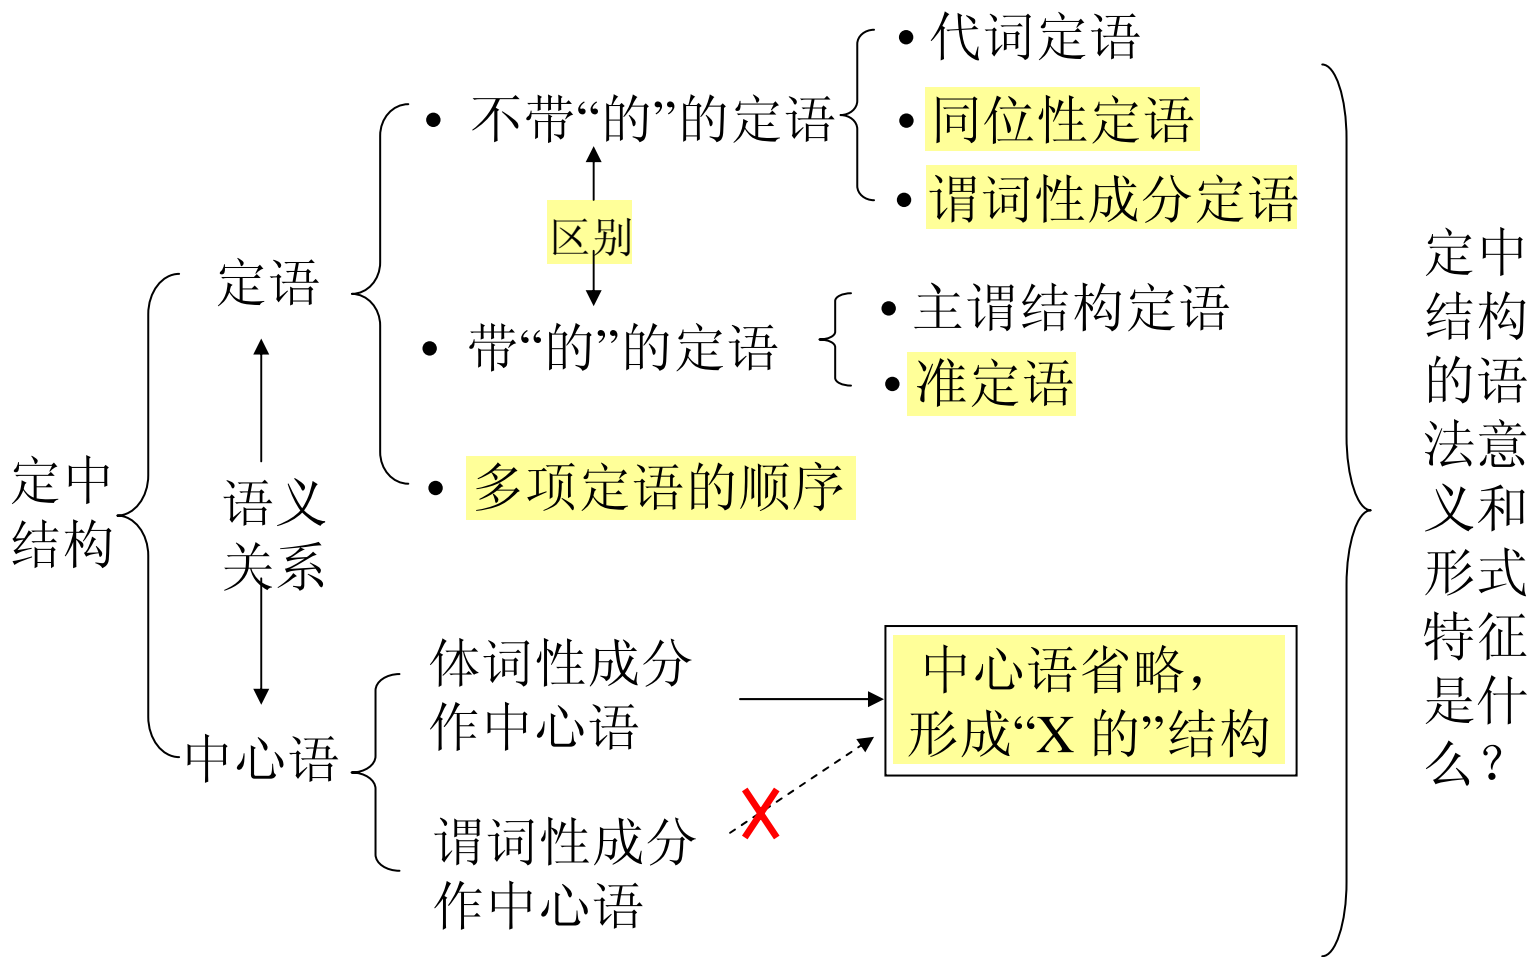 定中
结构
定语
语义
关系
中心语
• 不带“的”的定语
区别
• 带“的”的定语
• 多项定语的顺序
• 代词定语
• 同位性定语
• 谓词性成分定语
• 主谓结构定语
• 准定语
体词性成分
作中心语
谓词性成分
作中心语
中心语省略，
形成“X 的”结构
X
定中
结构
的语
法意
义和
形式
特征
是什
么？